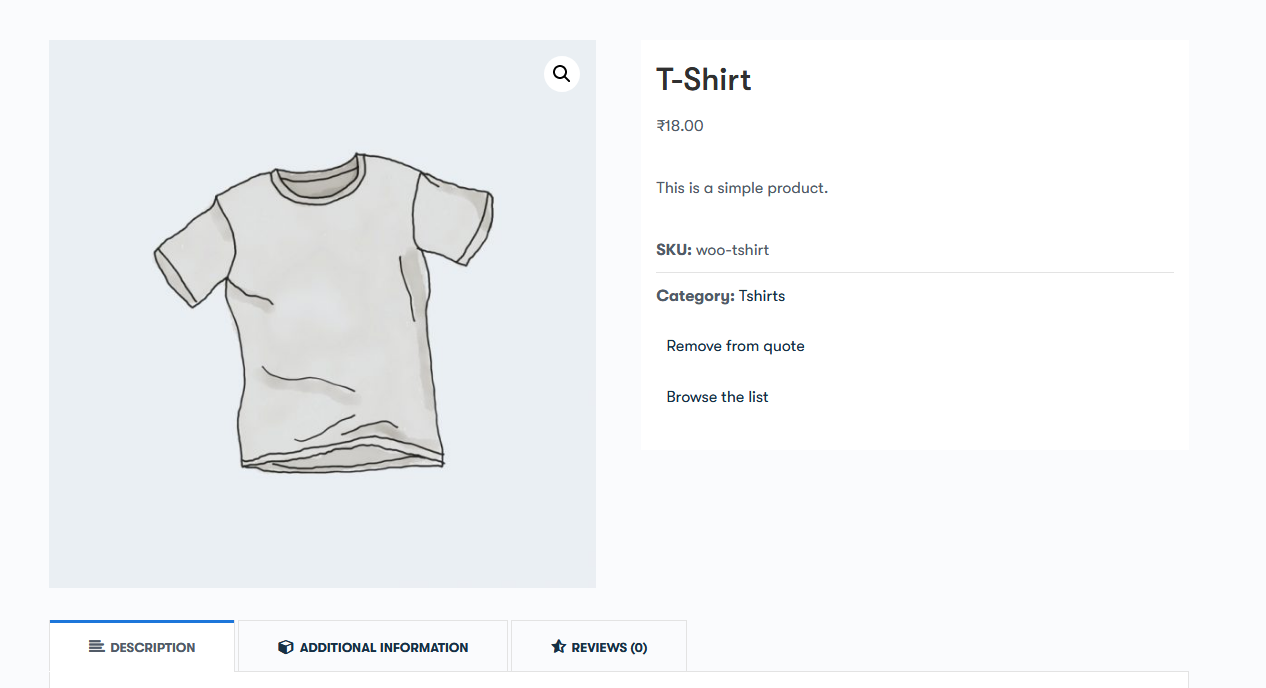 T-Shirt
₹18.00
This is a simple product.
SKU: woo-tshirt
Category: Tshirts
Remove from quote
Browse the list
DESCRIPTION
ADDITIONAL INFORMATION
REVIEWS (0)